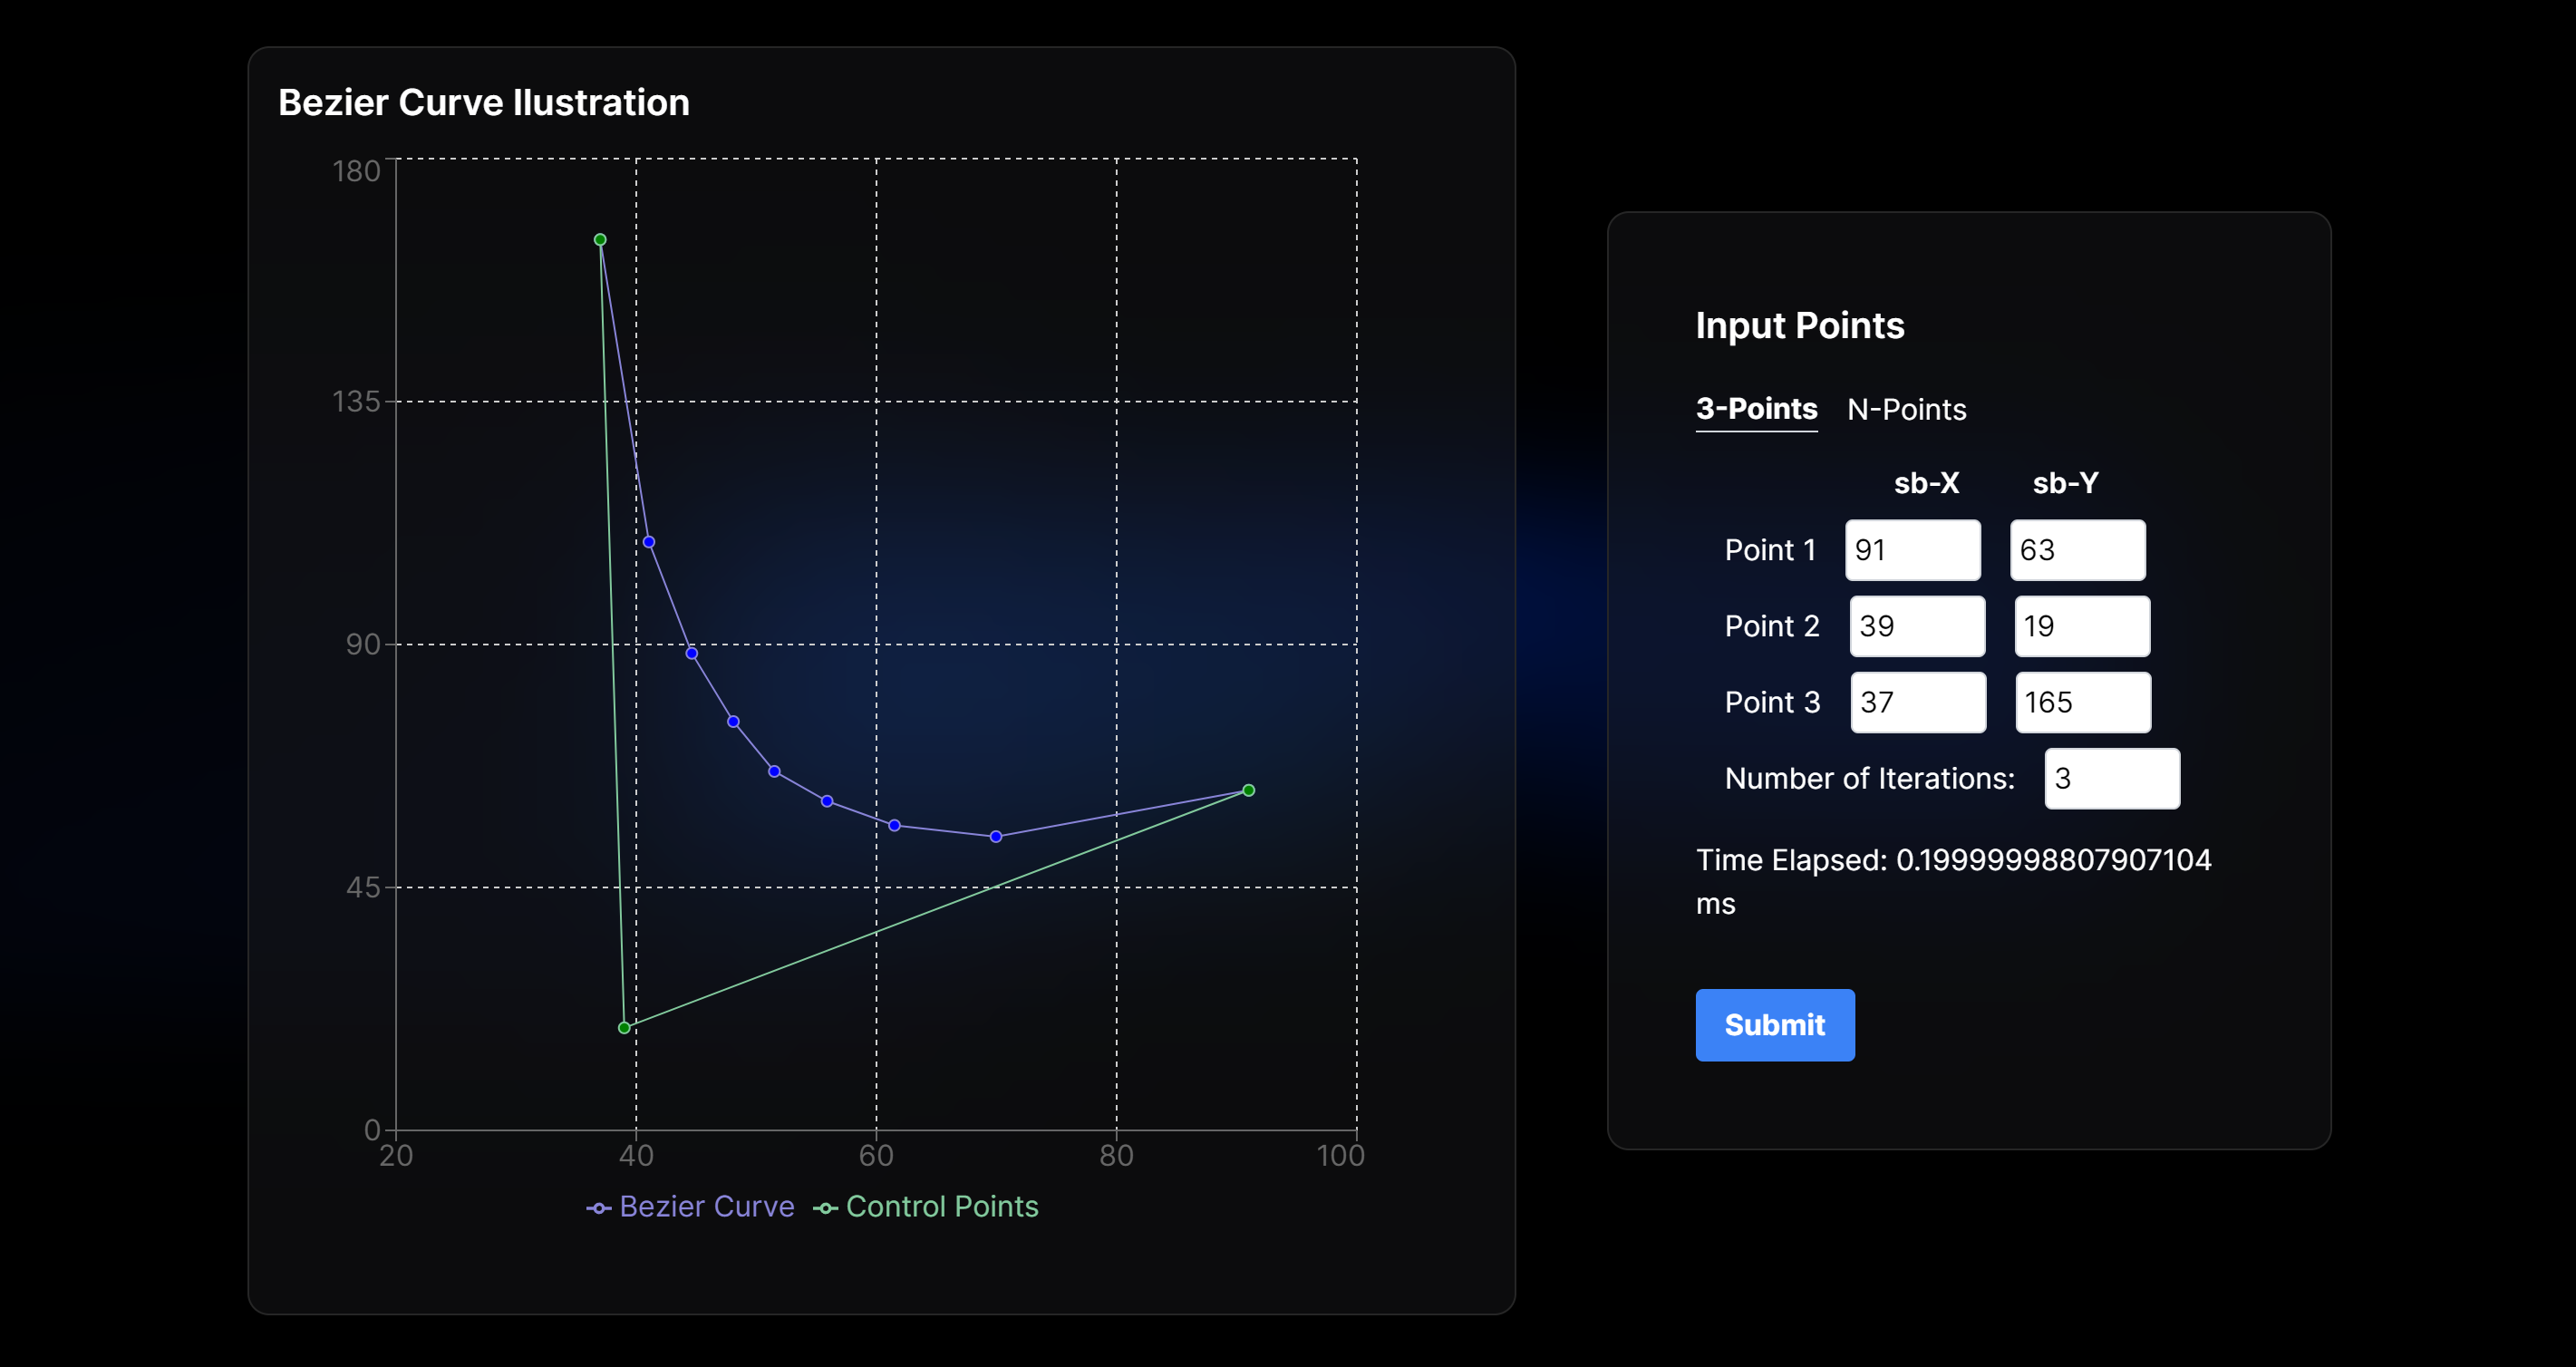 Bezier Curve Ilustration
180
135
90
45
0
20 40 60 80 100
Bezier Curve Control Points
Input Points
3-Points N-Points
sb-X sb-Y
Point 1 91 63
Point 2 39 19
Point 3 37 165
Number of Iterations: 3
Time Elapsed: 0.19999998807907104
ms
Submit